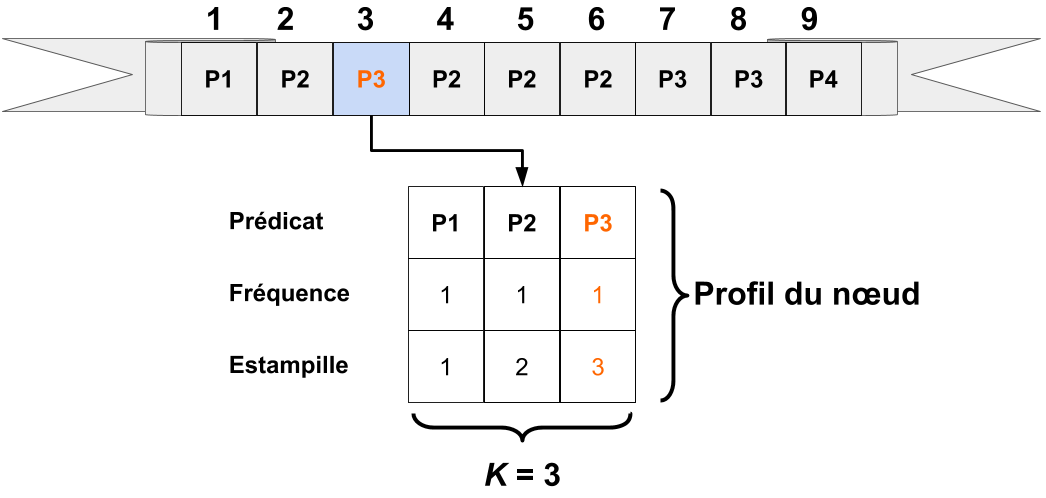 1 2 3 4 5 6 7 8 9
P1 P2 P3 P2 P2 P2 P3 P3 P4
Prédicat P1 P2 P3
Fréquence 1 1 1
Profil du nœud
Estampille 1 2 3
K = 3